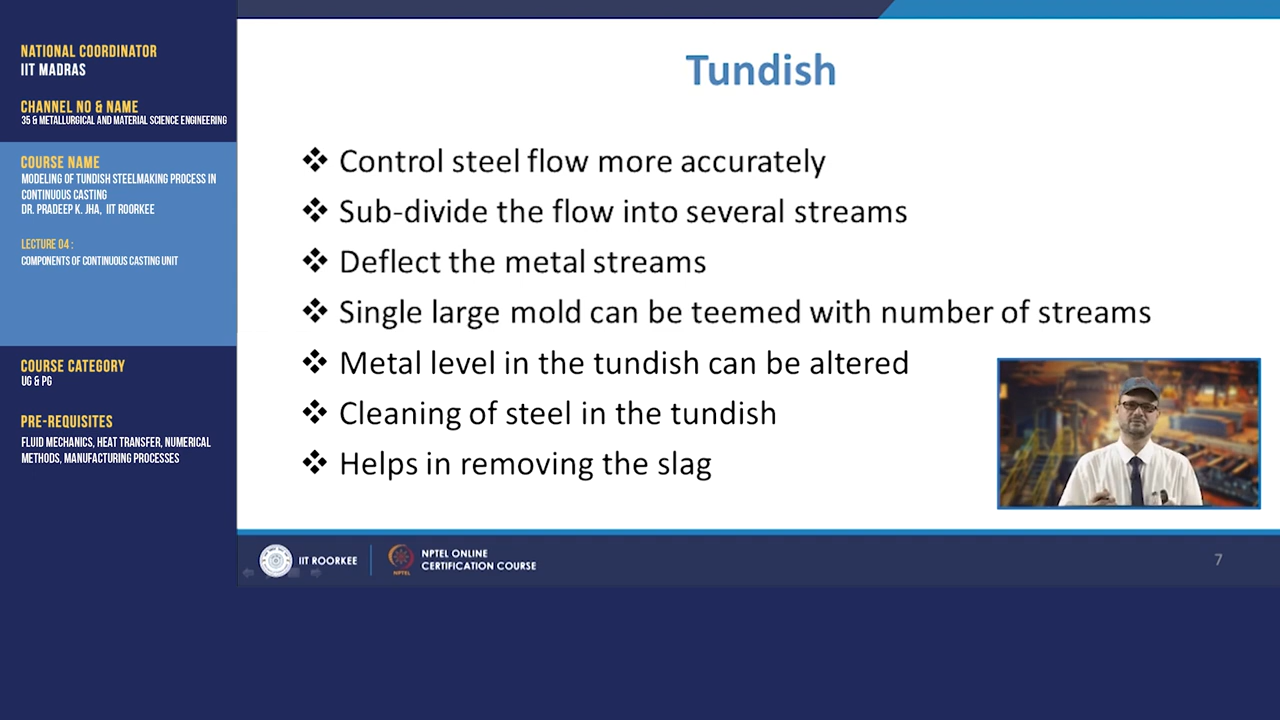 NATIONAL COORDINATOR
IIT MADRAS
CHANNEL NO & NAME
35 & METALLURGICAL AND MATERIAL SCIENCE ENGINEERING
COURSE NAME
MODELING OF TUNDISH STEELMAKING PROCESS IN
CONTINUOUS CASTING
DR. PRADEEP K. JHA, IIT ROORKEE
LECTURE 04 :
COMPONENTS OF CONTINUOUS CASTING UNIT
COURSE CATEGORY
UG & PG
PRE-REQUISITES
FLUID MECHANICS, HEAT TRANSFER, NUMERICAL
METHODS, MANUFACTURING PROCESSES
Tundish
❖ Control steel flow more accurately
❖ Sub-divide the flow into several streams
❖ Deflect the metal streams
❖ Single large mold can be teemed with number of streams
❖ Metal level in the tundish can be altered
❖ Cleaning of steel in the tundish
❖ Helps in removing the slag
IIT ROORKEE
NPTEL
NPTEL ONLINE
CERTIFICATION COURSE
7